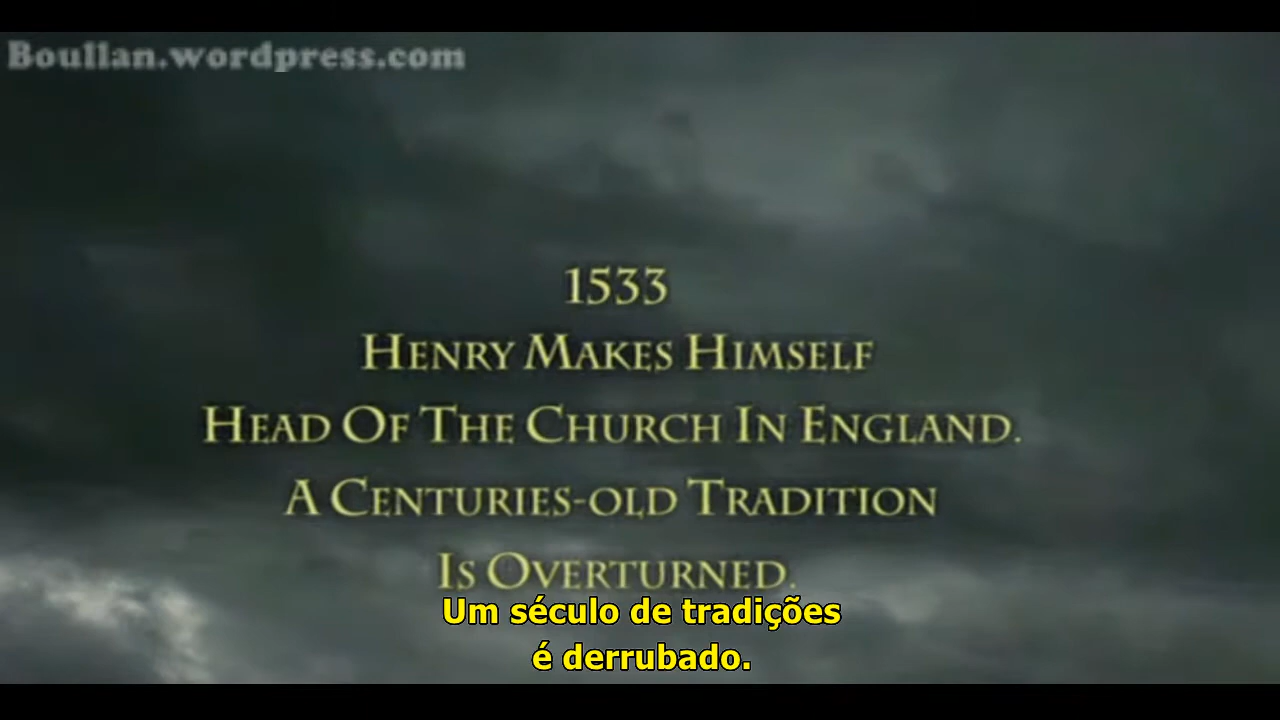 Boullan.wordpress.com
1533
Henry Makes Himself
Head Of The Church In England.
A Centuries-old Tradition
Is Overturned.
Um século de tradições
é derrubado.